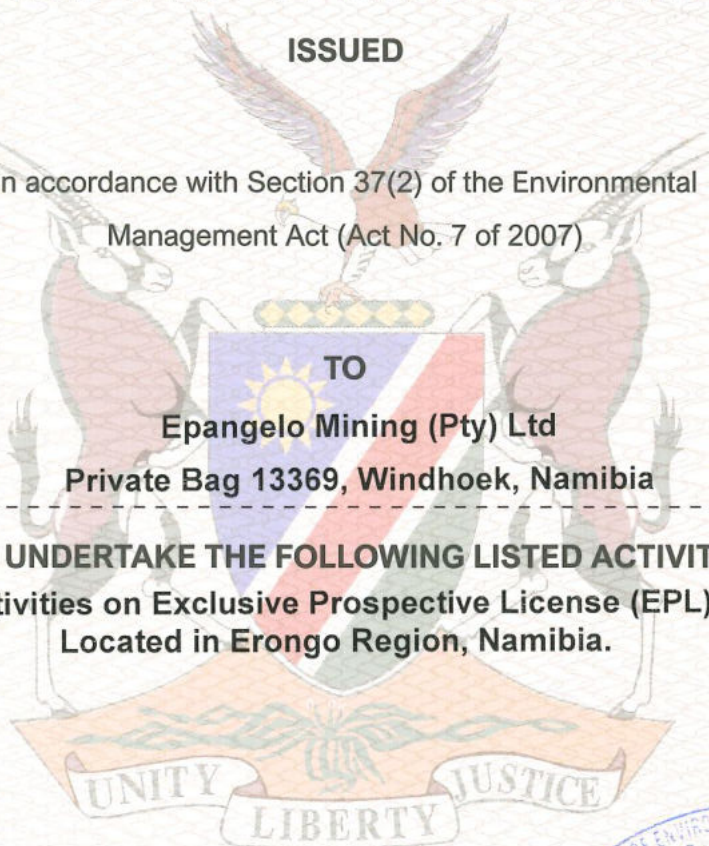 ISSUED
n accordance with Section 37(2) of the Environmental
Management Act (Act No. 7 of 2007)
TO
Epangelo Mining (Pty) Ltd
Private Bag 13369, Windhoek, Namibia
UNDERTAKE THE FOLLOWING LISTED ACTIVIT
tivities on Exclusive Prospective License (EPL)
Located in Erongo Region, Namibia.
UNITY
LIBERTY
JUSTICE